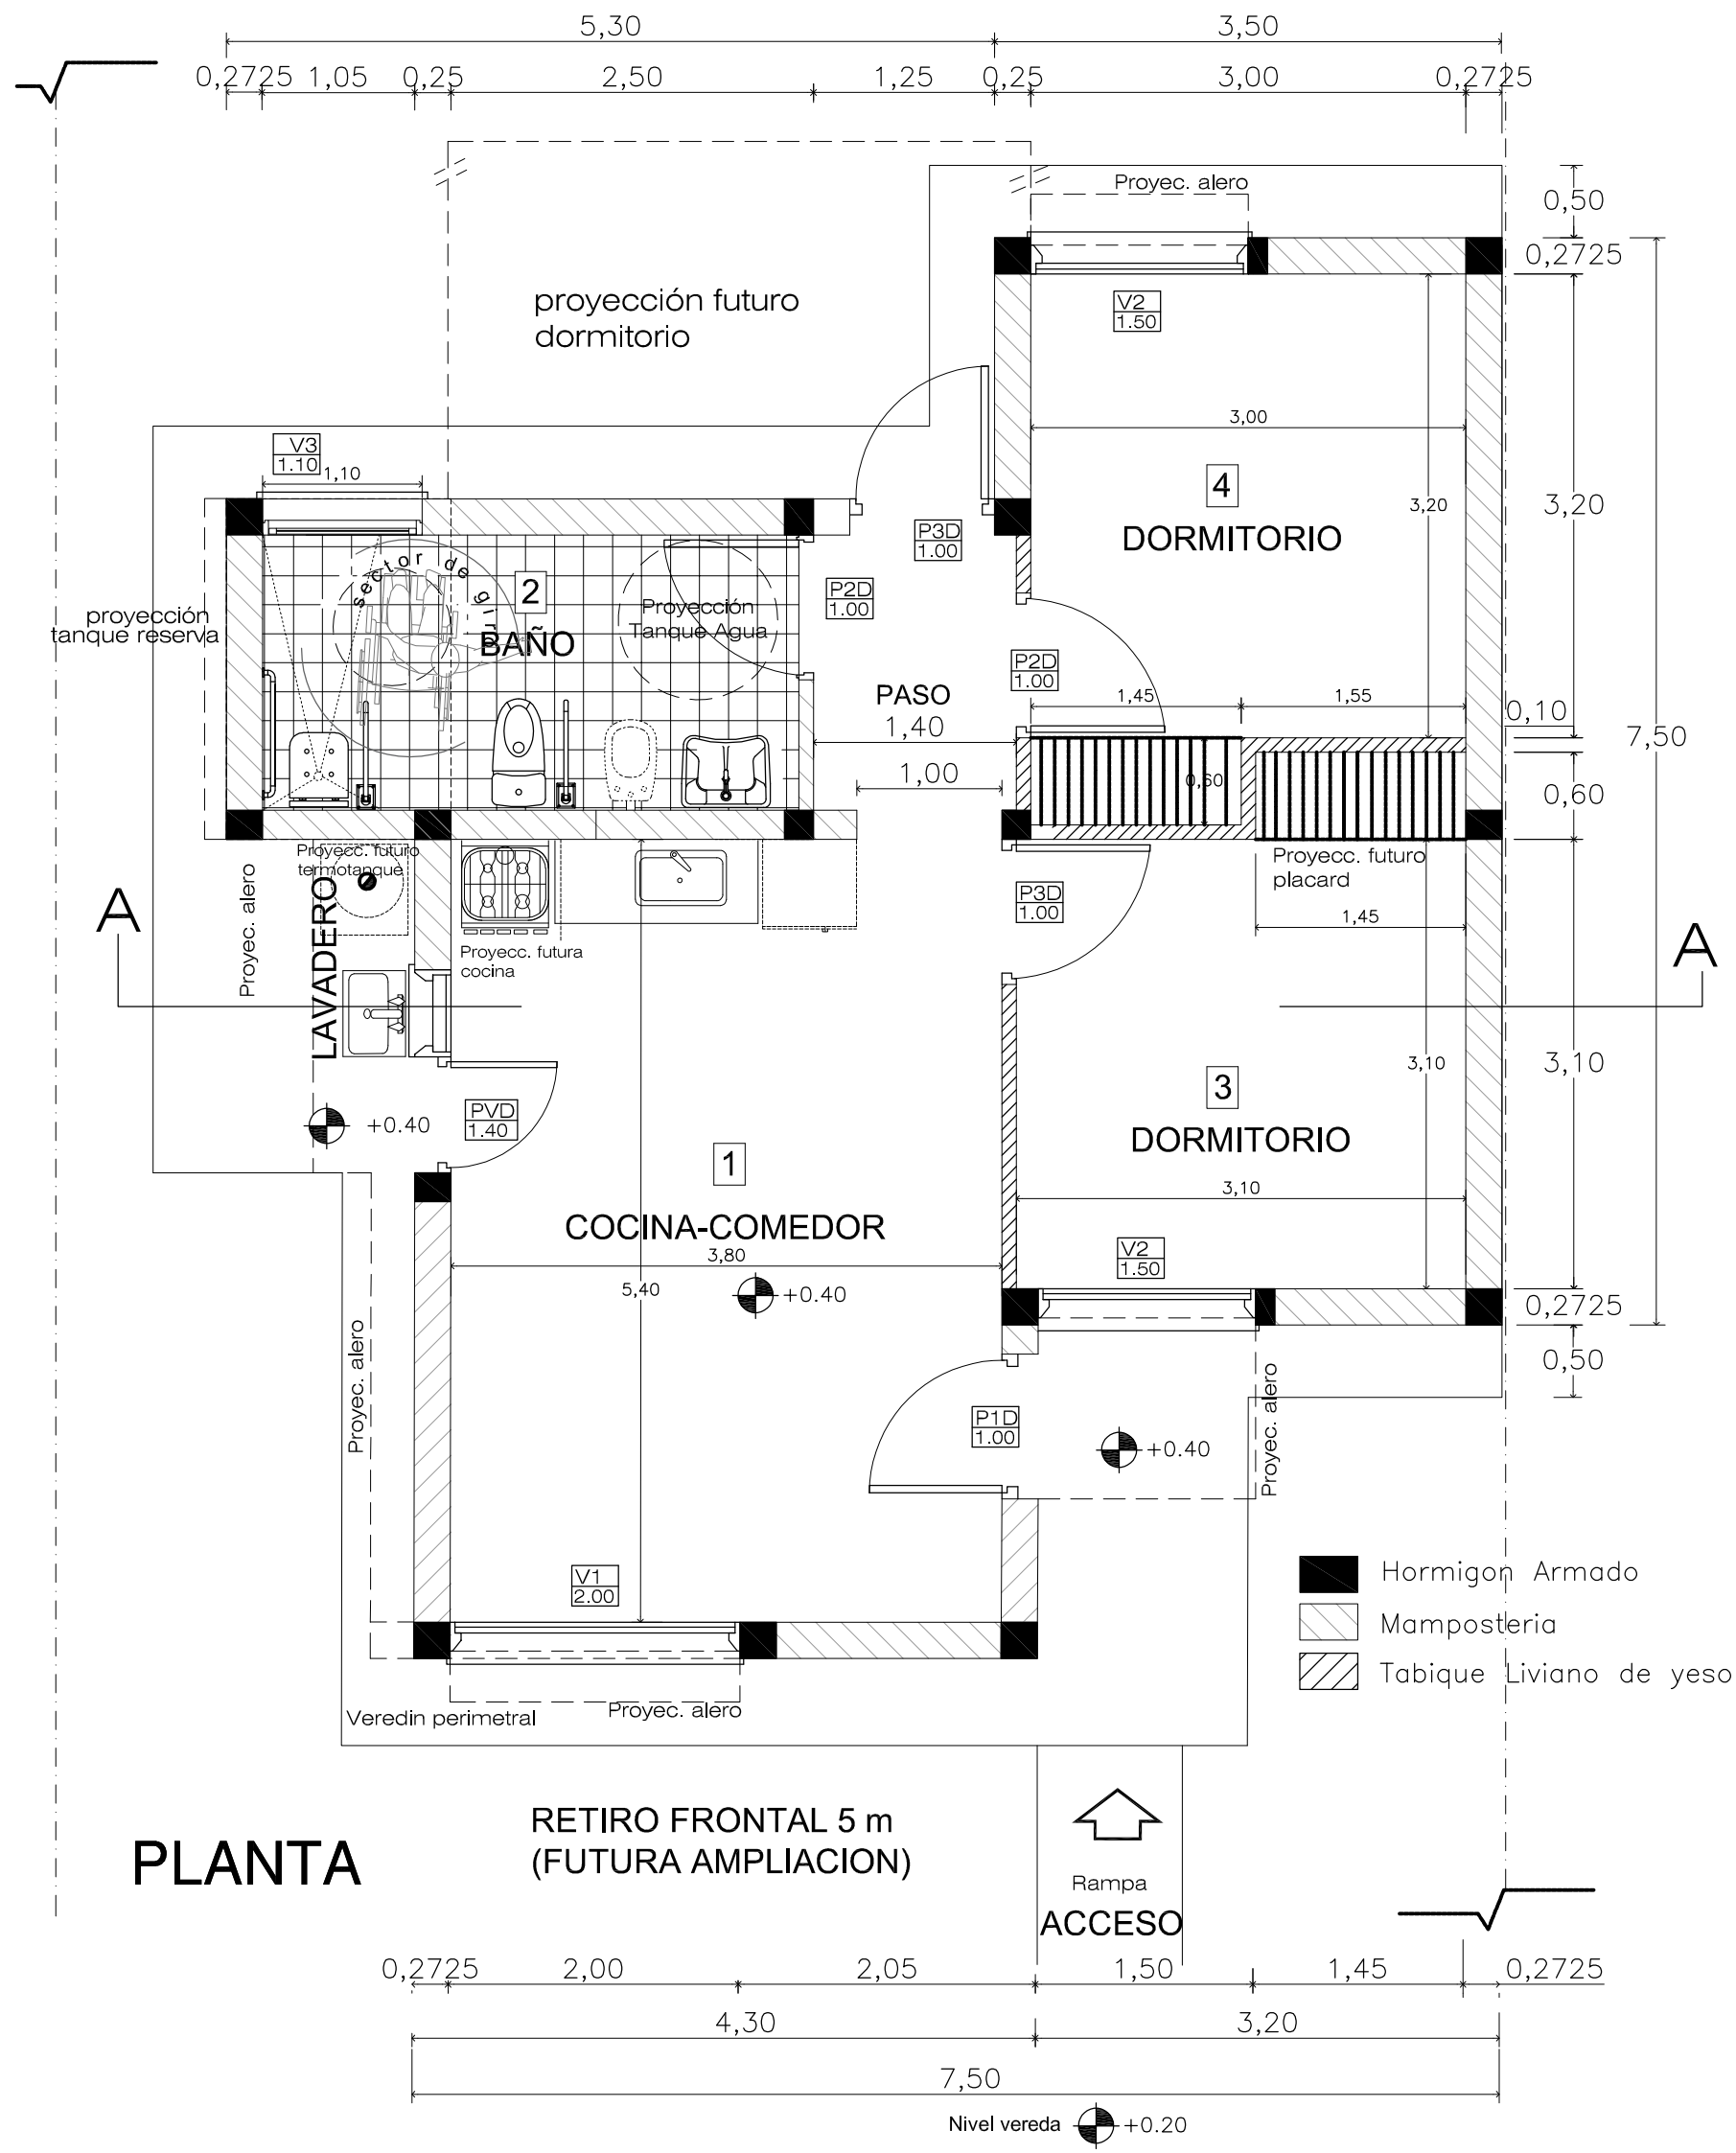 5,30
3,50
0,2725
1,05
0,25
2,50
1,25
0,25
3,00
0,2725
Proyec. alero
0,50
0,2725
proyección futuro
dormitorio
V2
1.50
7,50
3,00
V3
1.10
1,10
4
DORMITORIO
3,20
3,20
P3D
1.00
sector de giro
2
BAÑO
Proyección
Tanque Agua
P2D
1.00
proyección
tanque reserva
P2D
1.00
PASO
1,40
1,45
1,55
0,10
1,00
0,60
0,60
Proyecc. futuro
termotanque
Proyec. alero
LAVADERO
Proyecc. futuro
placard
P3D
1.00
1,45
A
A
Proyecc. futura
cocina
3,10
3,10
3
DORMITORIO
3,10
PVD
1.40
+0.40
1
COCINA-COMEDOR
3,80
5,40
+0.40
V2
1.50
0,2725
0,50
Proyec. alero
Proyec. alero
P1D
1.00
+0.40
V1
2.00
Hormigon Armado
Mamposteria
Tabique Liviano de yeso
Veredin perimetral
Proyec. alero
RETIRO FRONTAL 5 m
(FUTURA AMPLIACION)
PLANTA
Rampa
ACCESO
0,2725
2,00
2,05
1,50
1,45
0,2725
4,30
3,20
7,50
Nivel vereda
+0.20